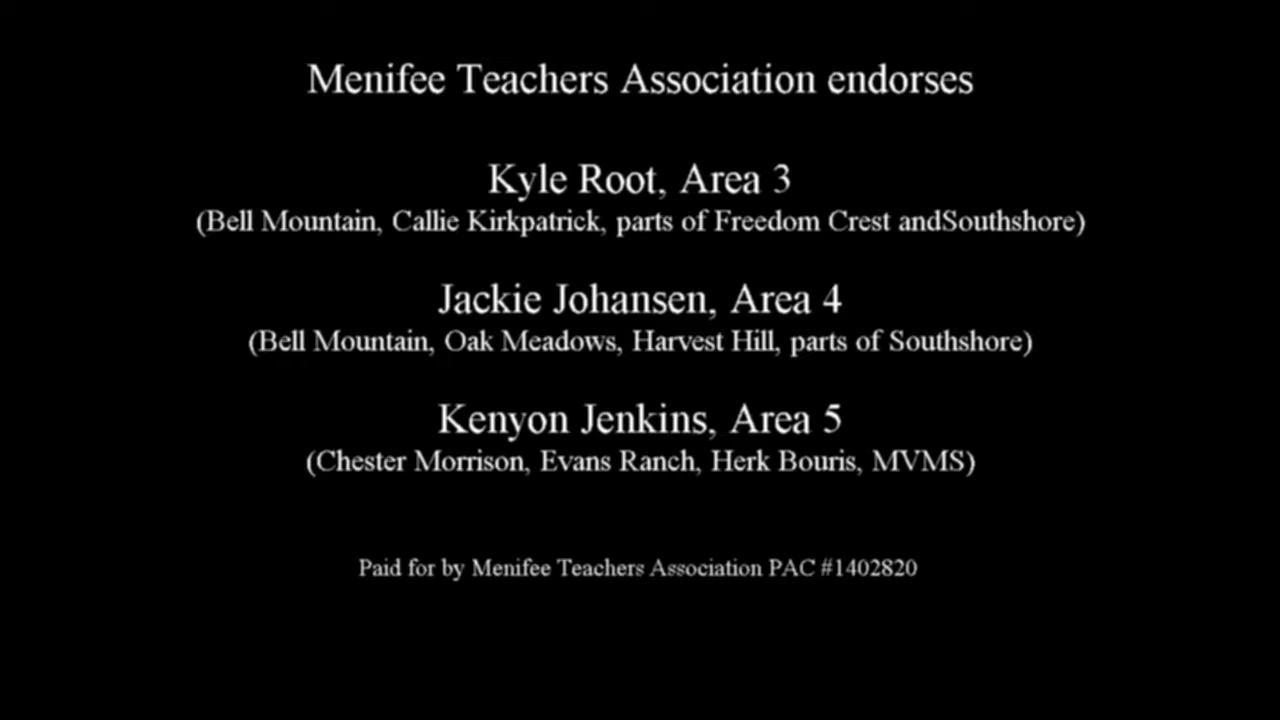 Menifee Teachers Association endorses
Kyle Root, Area 3
(Bell Mountain, Callie Kirkpatrick, parts of Freedom Crest andSouthshore)
Jackie Johansen, Area 4
(Bell Mountain, Oak Meadows, Harvest Hill, parts of Southshore)
Kenyon Jenkins, Area 5
(Chester Morrison, Evans Ranch, Herk Bouris, MVMS)
Paid for by Menifee Teachers Association PAC #1402820